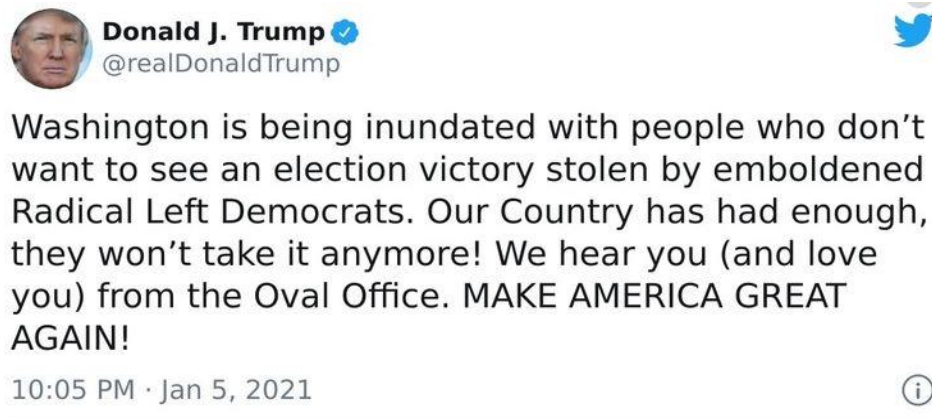 Donald J. Trump
@realDonaldTrump
Washington is being inundated with people who don’t
want to see an election victory stolen by emboldened
Radical Left Democrats. Our Country has had enough,
they won’t take it anymore! We hear you (and love
you) from the Oval Office. MAKE AMERICA GREAT
AGAIN!
10:05 PM · Jan 5, 2021